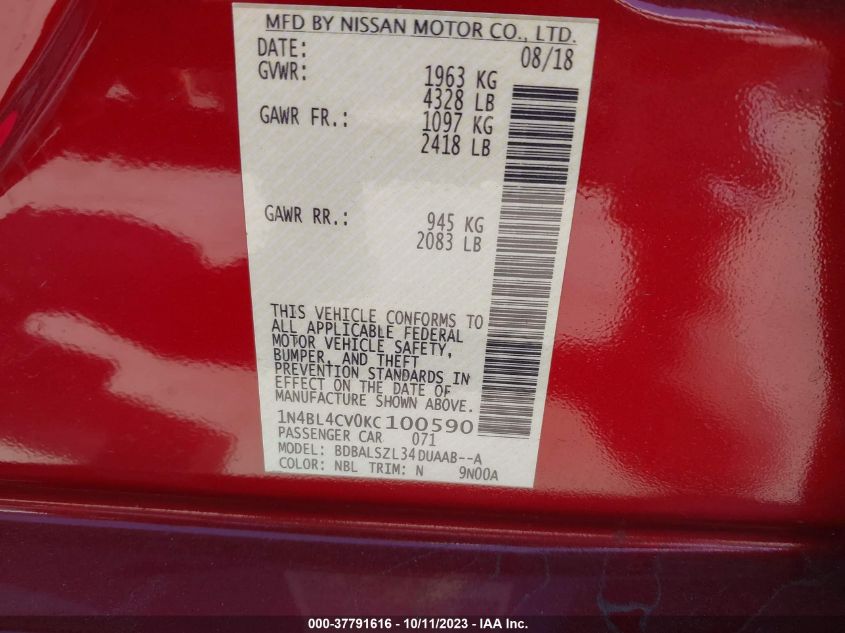 MFD BY NISSAN MOTOR CO., LTD.
DATE: 08/18
GVWR: 1963 KG
4328 LB
GAWR FR.: 1097 KG
2418 LB
GAWR RR.: 945 KG
2083 LB
THIS VEHICLE CONFORMS TO
ALL APPLICABLE FEDERAL
MOTOR VEHICLE SAFETY,
BUMPER, AND THEFT
PREVENTION STANDARDS IN
EFFECT ON THE DATE OF
MANUFACTURE SHOWN ABOVE.
1N4BL4CV0KC100590
PASSENGER CAR 071
MODEL: BDBALSZL34DUAAB--A
COLOR: NBL TRIM: N 9N00A
000-37791616 - 10/11/2023 - IAA Inc.